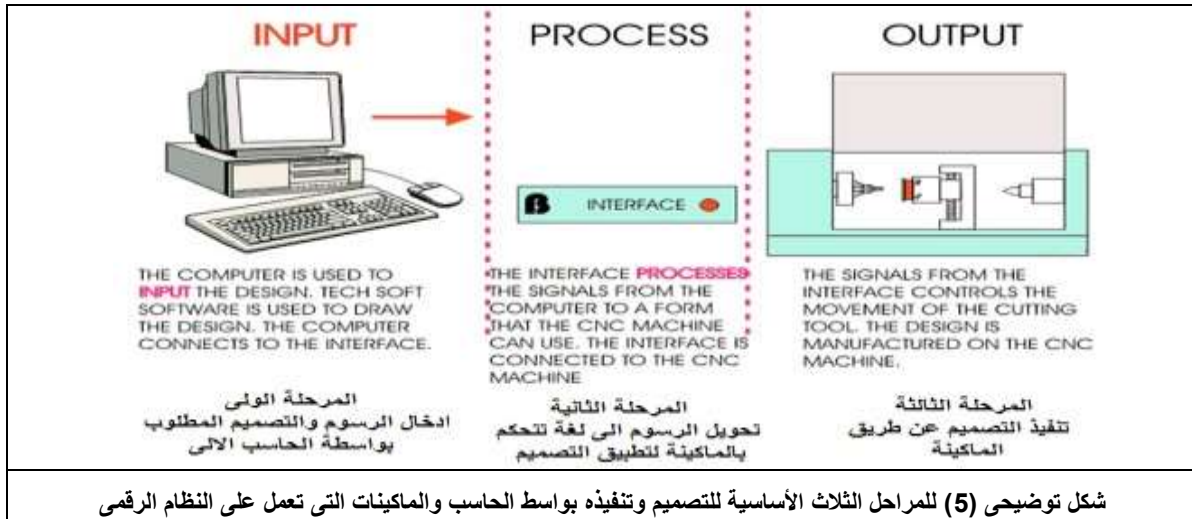 INPUT
PROCESS
OUTPUT
ß INTERFACE
THE COMPUTER IS USED TO
INPUT THE DESIGN. TECH SOFT
SOFTWARE IS USED TO DRAW
THE DESIGN. THE COMPUTER
CONNECTS TO THE INTERFACE.
THE INTERFACE PROCESSES
THE SIGNALS FROM THE
COMPUTER TO A FORM
THAT THE CNC MACHINE
CAN USE. THE INTERFACE IS
CONNECTED TO THE CNC
MACHINE
THE SIGNALS FROM THE
INTERFACE CONTROLS THE
MOVEMENT OF THE CUTTING
TOOL. THE DESIGN IS
MANUFACTURED ON THE CNC
MACHINE.
المرحلة الولى
ادخال الرسوم والتصميم المطلوب
بواسطة الحاسب الالى
المرحلة الثانية
تحويل الرسوم الى لغة تتحكم
بالماكينة لتطبيق التصميم
المرحلة الثالثة
تنفيذ التصميم عن طريق
الماكينة
شكل توضيحى (5) للمراحل الثلاث الأساسية للتصميم وتنفيذه بواسط الحاسب والماكينات التى تعمل على النظام الرقمى